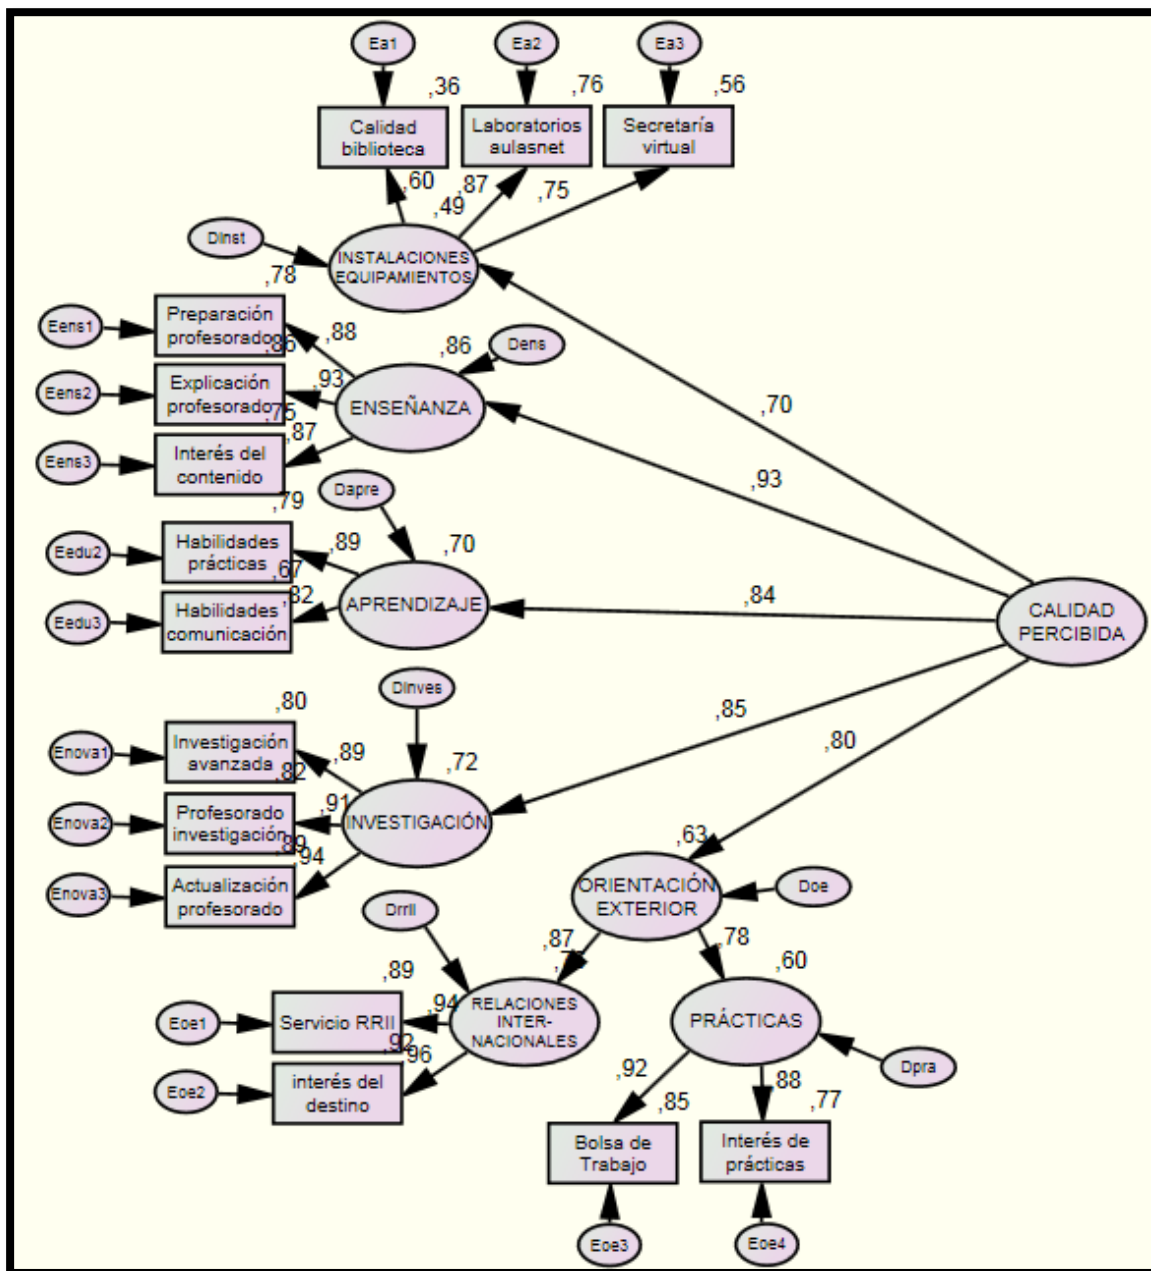 Ea1
Ea2
Ea3
,36
,76
,56
Calidad
biblioteca
Laboratorios
aulasnet
Secretaría
virtual
,60
,87
,75
,49
DInst
INSTALACIONES
EQUIPAMIENTOS
,78
Eens1
Preparación
profesorado
,88
,86
Dens
,86
Eens2
Explicación
profesorado
,93
ENSEÑANZA
,70
,75
,87
Eens3
Interés del
contenido
,93
,79
Dapre
Eedu2
Habilidades
prácticas
,89
,70
,67
,82
APRENDIZAJE
,84
Eedu3
Habilidades
comunicación
CALIDAD
PERCIBIDA
DInves
,80
,85
,80
Enova1
Investigación
avanzada
,89
,72
,82
Enova2
Profesorado
investigación
,91
INVESTIGACIÓN
,89
,94
,63
Enova3
Actualización
profesorado
ORIENTACIÓN
EXTERIOR
Doe
DrrII
,87
,78
,89
,60
Eoe1
Servicio RRII
,94
RELACIONES
INTER-
NACIONALES
PRÁCTICAS
,92
,96
Eoe2
interés del
destino
,92
,88
Dpra
,85
,77
Bolsa de
Trabajo
Interés de
prácticas
Eoe3
Eoe4